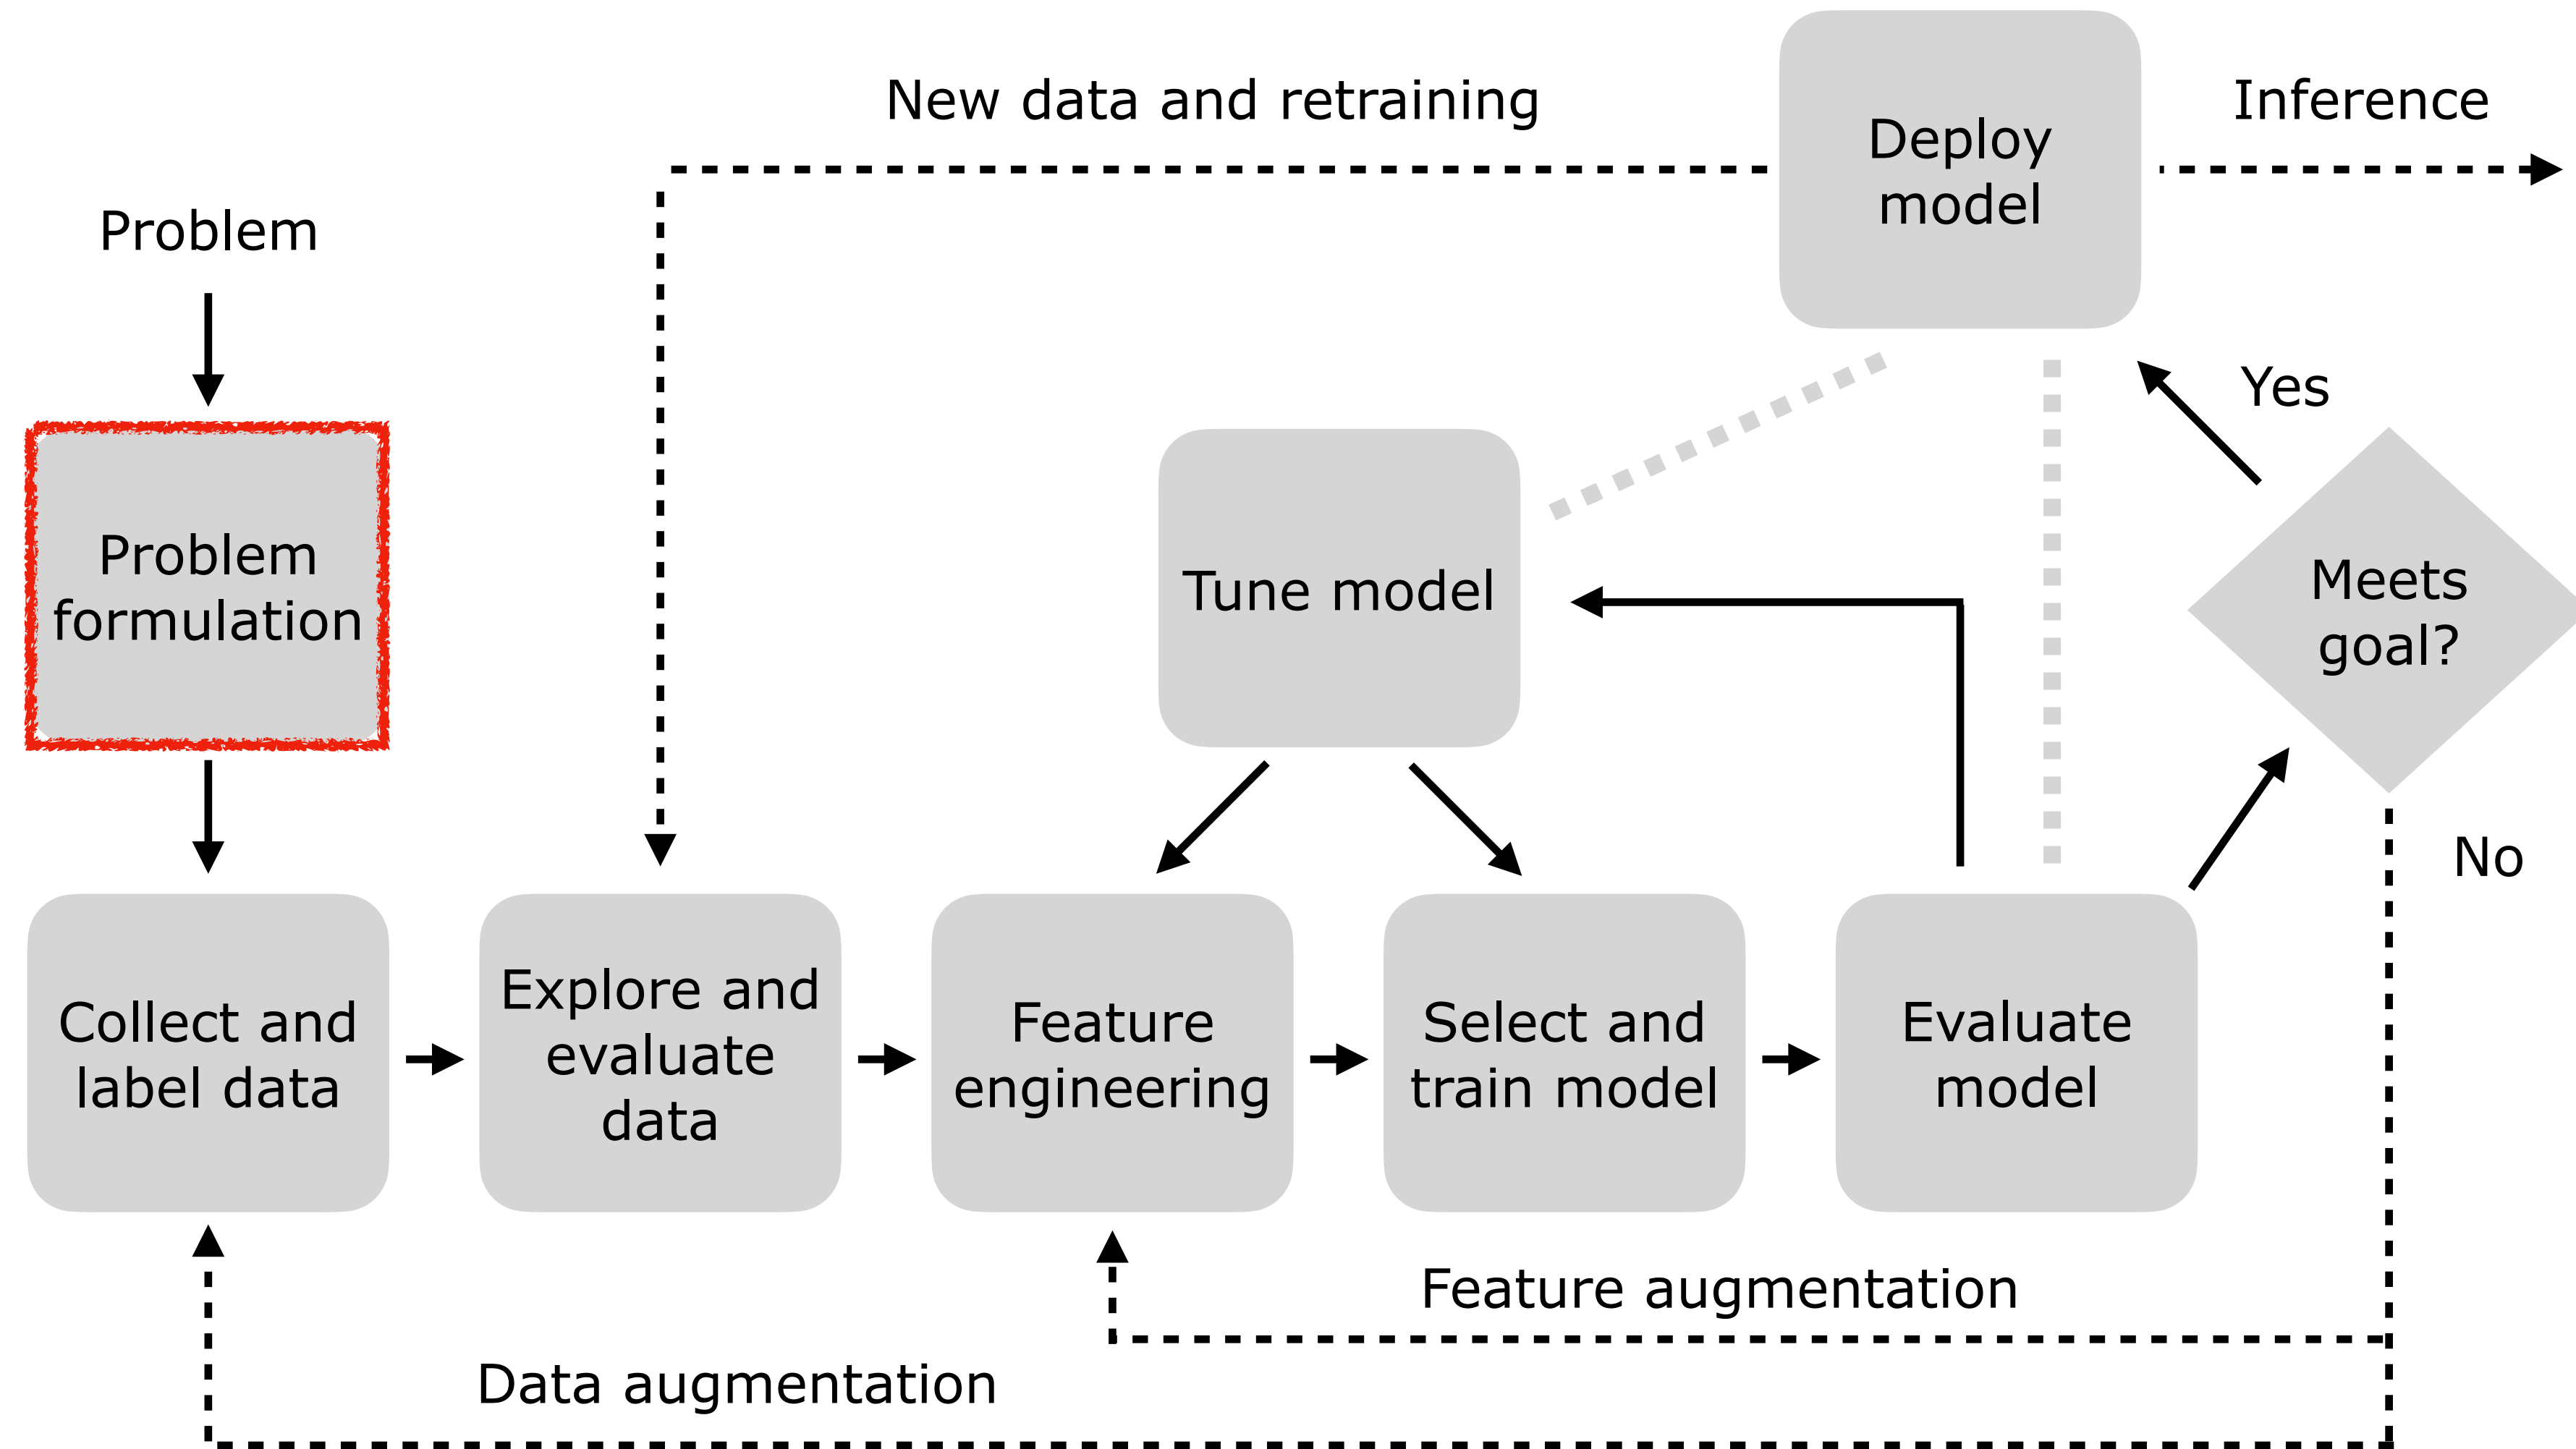 New data and retraining
Deploy
model
Inference
Problem
Yes
Problem
formulation
Tune model
Meets
goal?
No
Collect and
label data
Explore and
evaluate
data
Feature
engineering
Select and
train model
Evaluate
model
Feature augmentation
Data augmentation